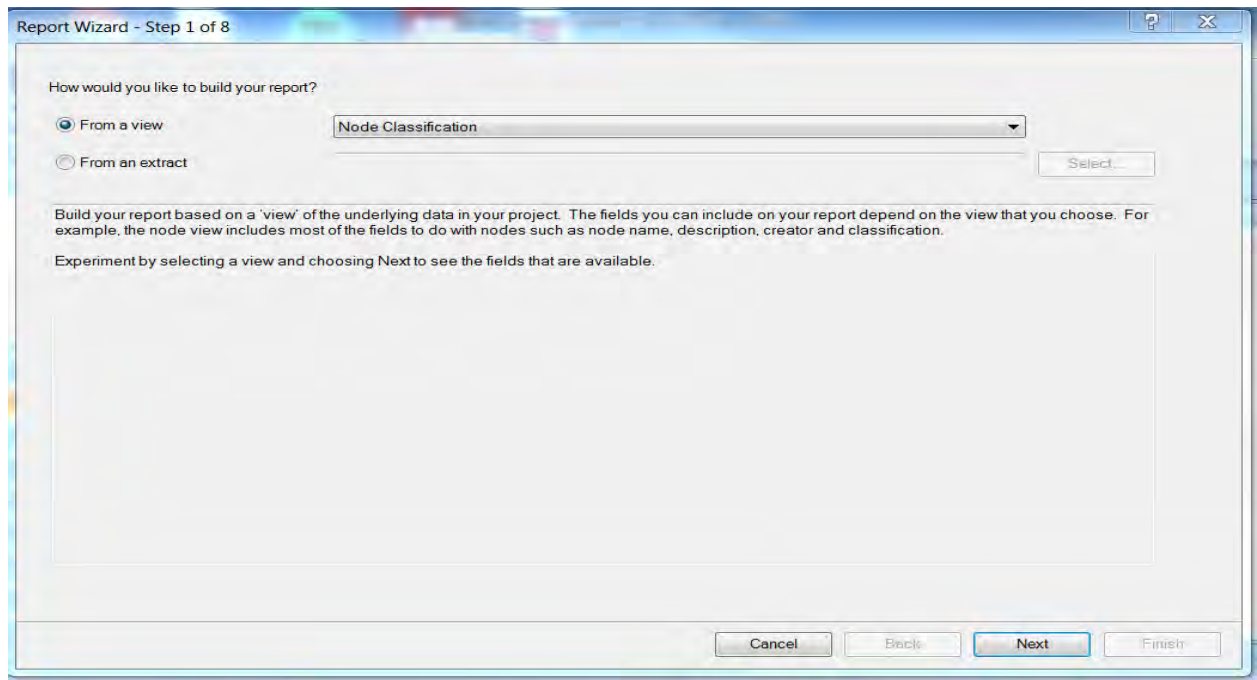 Report Wizard - Step 1 of 8
How would you like to build your report?
From a view
Node Classification
From an extract
Select...
Build your report based on a 'view' of the underlying data in your project. The fields you can include on your report depend on the view that you choose. For
example, the node view includes most of the fields to do with nodes such as node name, description, creator and classification.
Experiment by selecting a view and choosing Next to see the fields that are available.
Cancel
Back
Next
Finish